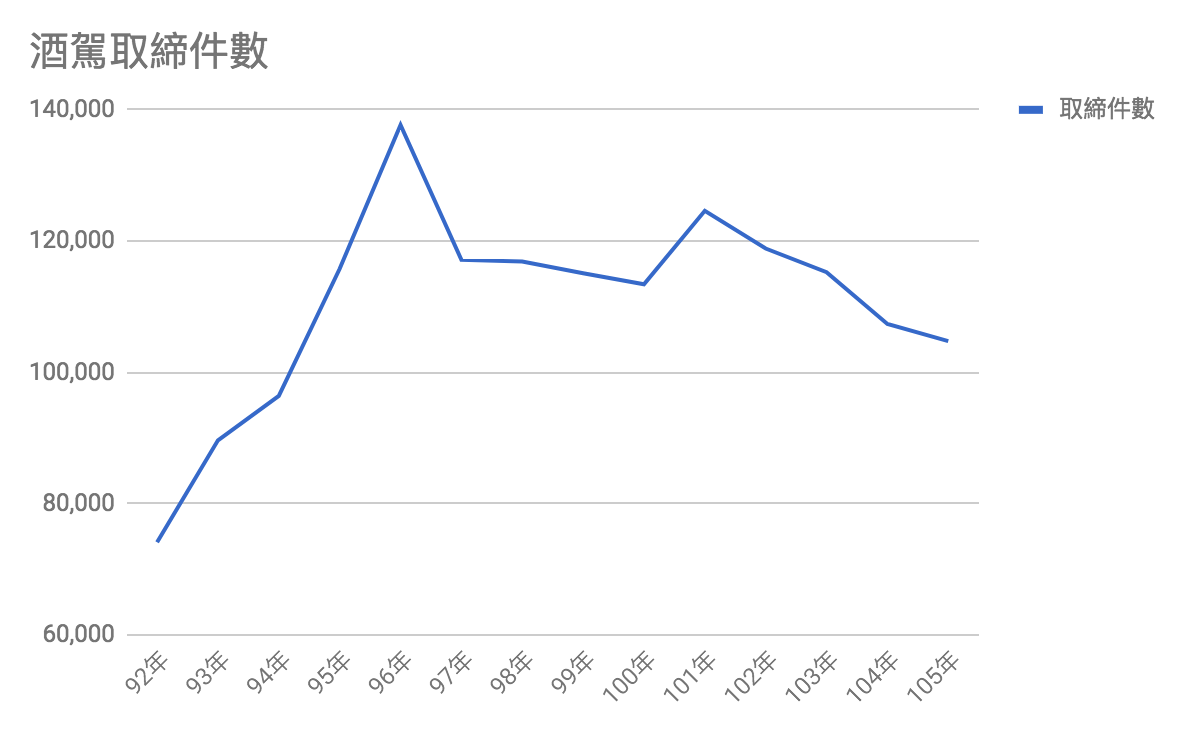 酒駕取締件數
140,000
120,000
100,000
80,000
60,000
取締件數
92年
93年
94年
95年
96年
97年
98年
99年
100年
101年
102年
103年
104年
105年